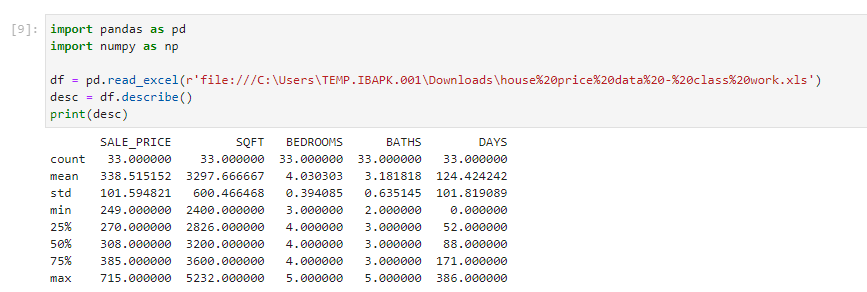 [9]: import pandas as pd
import numpy as np
df = pd.read_excel(r'file:///C:\Users\TEMP.IBAPK.001\Downloads\house%20price%20data%20-%20class%20work.xls')
desc = df.describe()
print(desc)
SALE_PRICE SQFT BEDROOMS BATHS DAYS
count 33.000000 33.000000 33.000000 33.000000 33.000000
mean 338.515152 3297.666667 4.030303 3.181818 124.424242
std 101.594821 600.466468 0.394085 0.635145 101.819089
min 249.000000 2400.000000 3.000000 2.000000 0.000000
25% 270.000000 2826.000000 4.000000 3.000000 52.000000
50% 308.000000 3200.000000 4.000000 3.000000 88.000000
75% 385.000000 3600.000000 4.000000 3.000000 171.000000
max 715.000000 5232.000000 5.000000 5.000000 386.000000